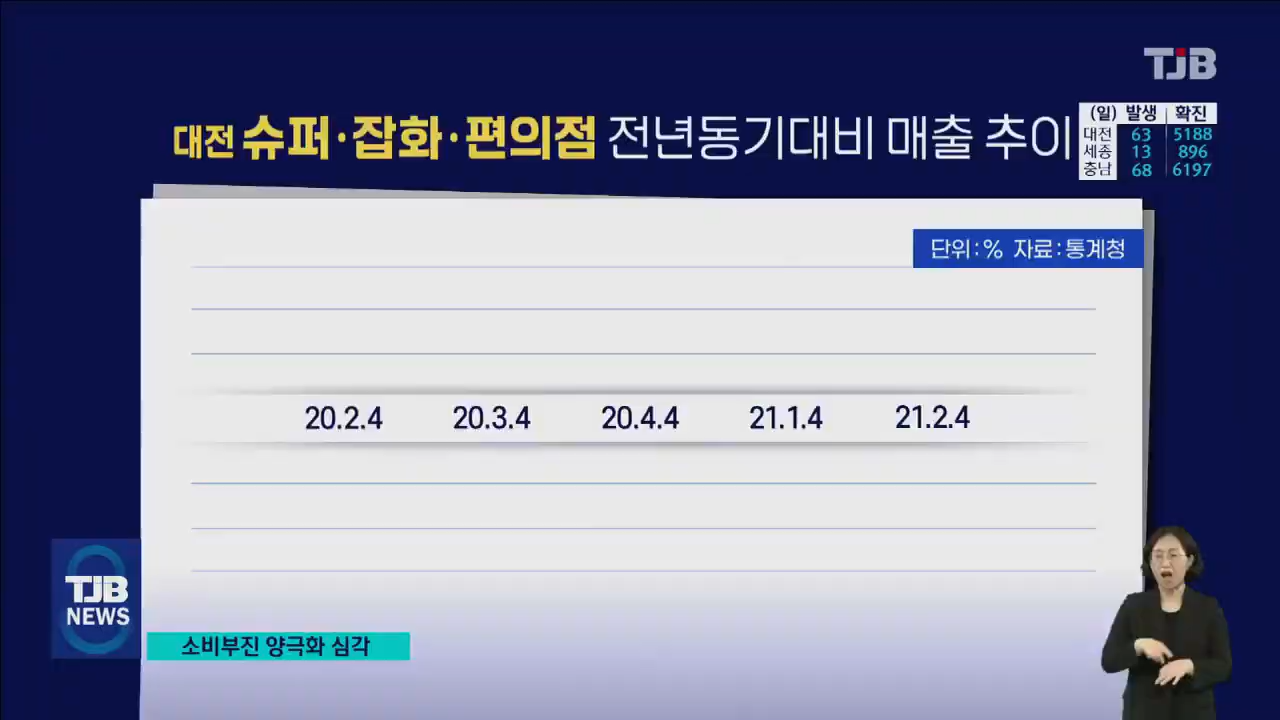 TJB
대전 슈퍼·잡화·편의점 전년동기대비 매출 추이
(일) 발생 확진
대전 63 5188
세종 13 896
충남 68 6197
단위:% 자료:통계청
20.2.4 20.3.4 20.4.4 21.1.4 21.2.4
8
TJB
NEWS
소비부진 양극화 심각